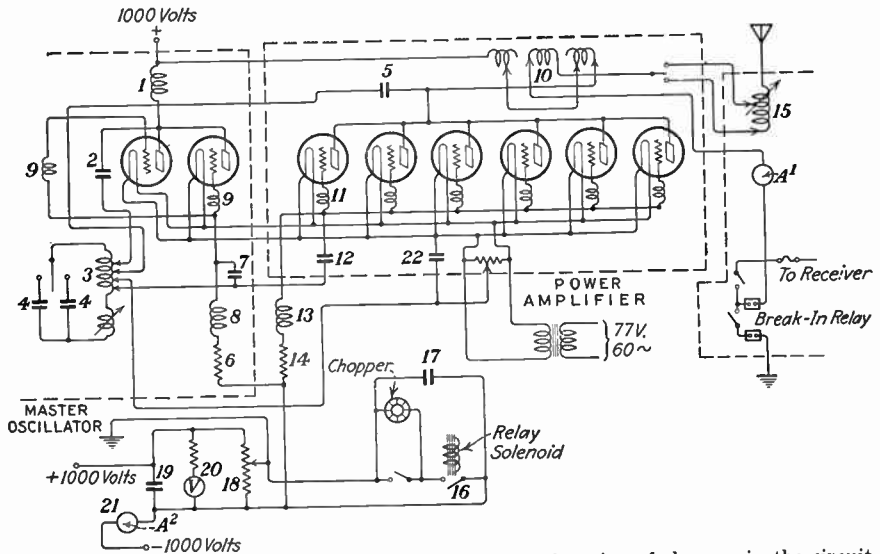 1000 Volts
+
1
5
10
15
9
2
9
11
A1
12
22
7
3
4
4
8
13
6
14
POWER
AMPLIFIER
77 V.
60 ~
To Receiver
Break-In Relay
MASTER
OSCILLATOR
Chopper
17
Relay
Solenoid
16
+1000 Volts
19
20
V
18
21
A2
-1000 Volts